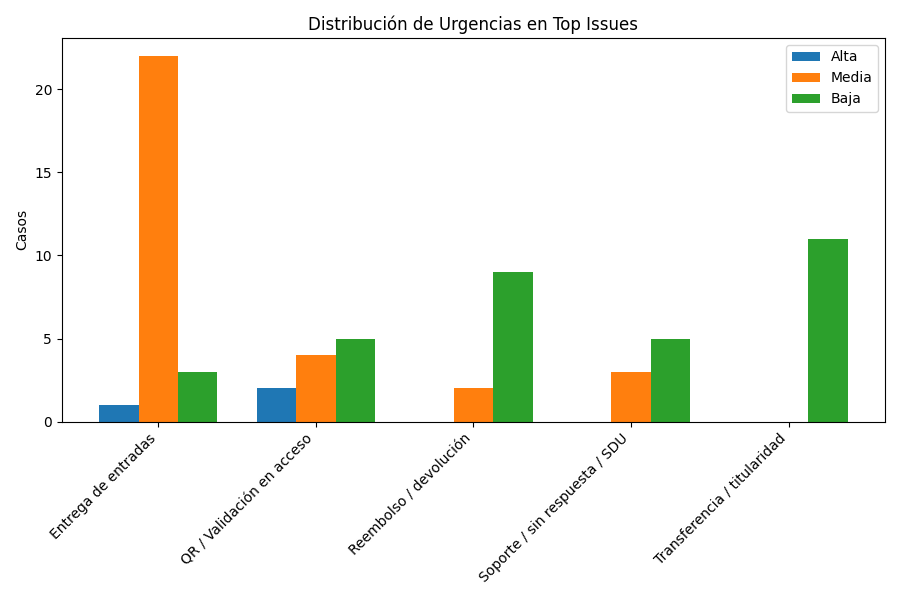 Distribución de Urgencias en Top Issues
Alta
Media
Baja
Casos
20
15
10
5
0
Entrega de entradas
QR / Validación en acceso
Reembolso / devolución
Soporte / sin respuesta / SDU
Transferencia / titularidad